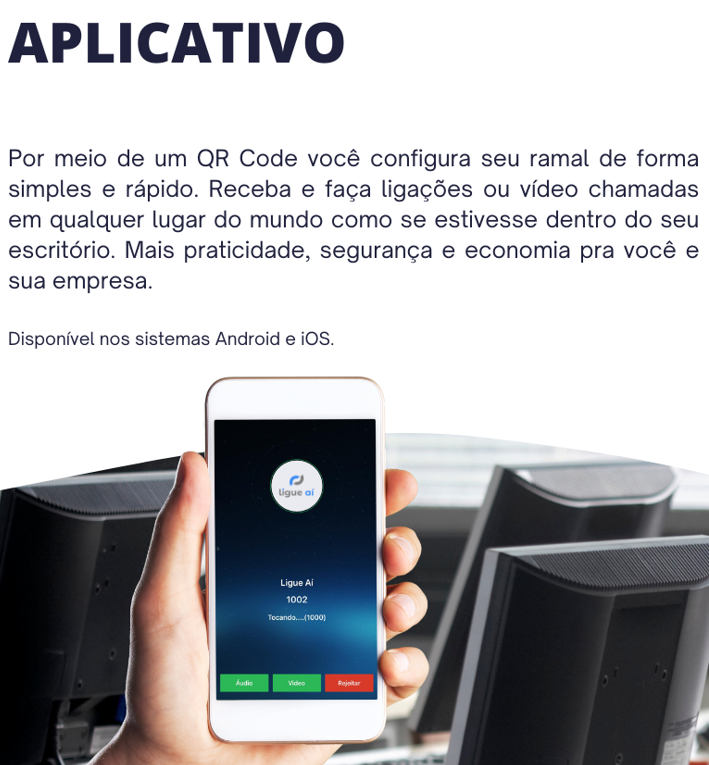 APLICATIVO
Por meio de um QR Code você configura seu ramal de forma
simples e rápido. Receba e faça ligações ou vídeo chamadas
em qualquer lugar do mundo como se estivesse dentro do seu
escritório. Mais praticidade, segurança e economia pra você e
sua empresa.
Disponível nos sistemas Android e iOS.
ligue aí
Ligue Aí
1002
Tocando....(1000)
Áudio Vídeo Rejeitar